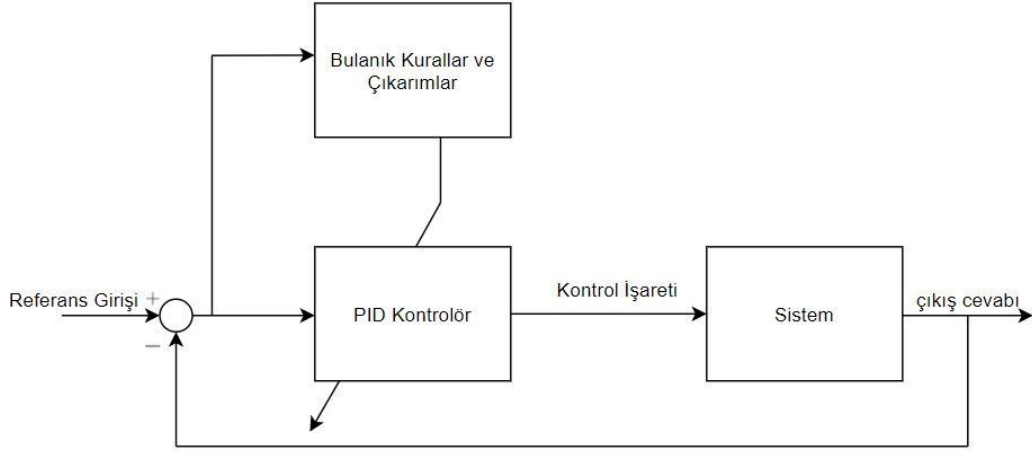 Bulanık Kurallar ve
Çıkarımlar
Referans Girişi
+
−
PID Kontrolör
Kontrol İşareti
Sistem
çıkış cevabı